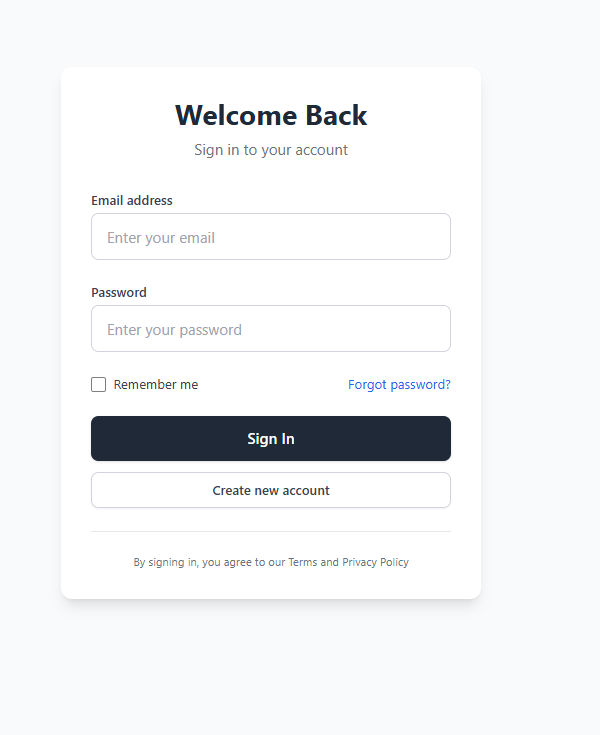 Welcome Back
Sign in to your account
Email address
Enter your email
Password
Enter your password
Remember me
Forgot password?
Sign In
Create new account
By signing in, you agree to our Terms and Privacy Policy